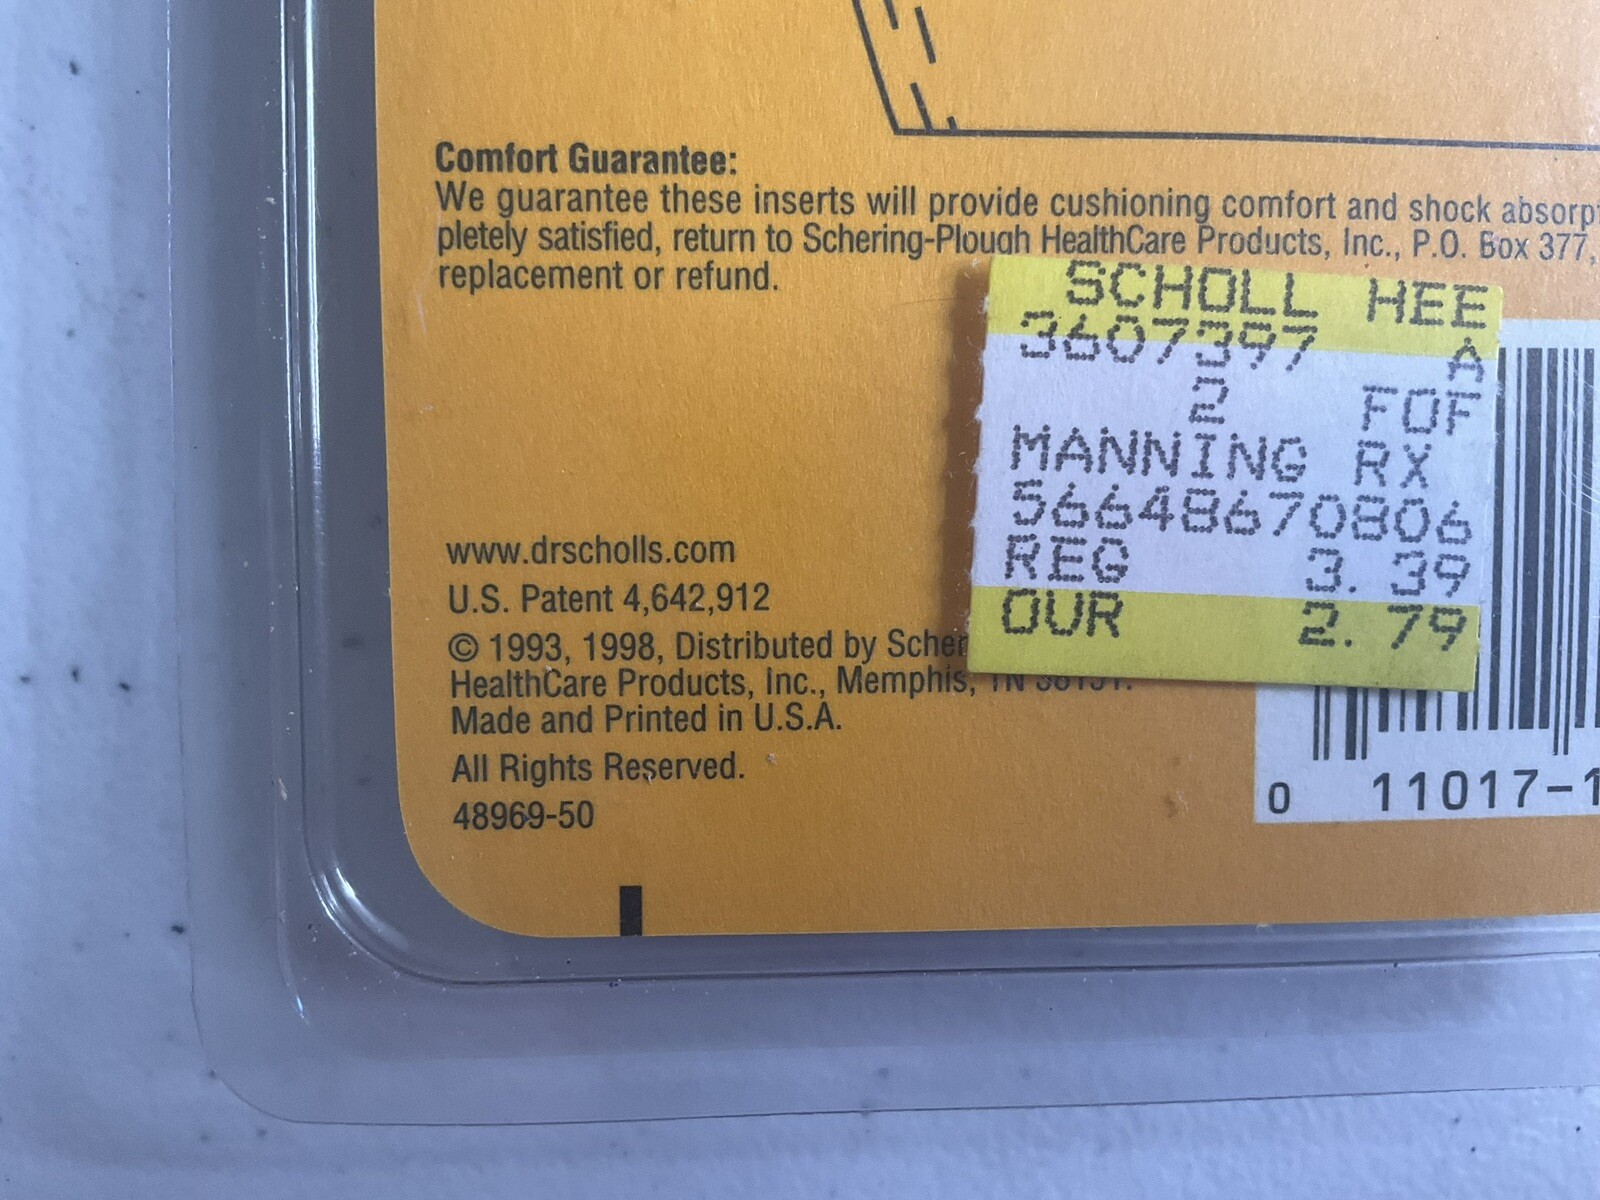 Comfort Guarantee:
We guarantee these inserts will provide cushioning comfort and shock absorp
pletely satisfied, return to Schering-Plough HealthCare Products, Inc., P.O. Box 377,
replacement or refund.
SCHOLL HEE
3607397 A
2 FOF
MANNING RX
56648670806
REG 3.39
OUR 2.79
www.drscholls.com
U.S. Patent 4,642,912
© 1993, 1998, Distributed by Scher
HealthCare Products, Inc., Memphis, TN 38151.
Made and Printed in U.S.A.
All Rights Reserved.
48969-50
0 11017-1